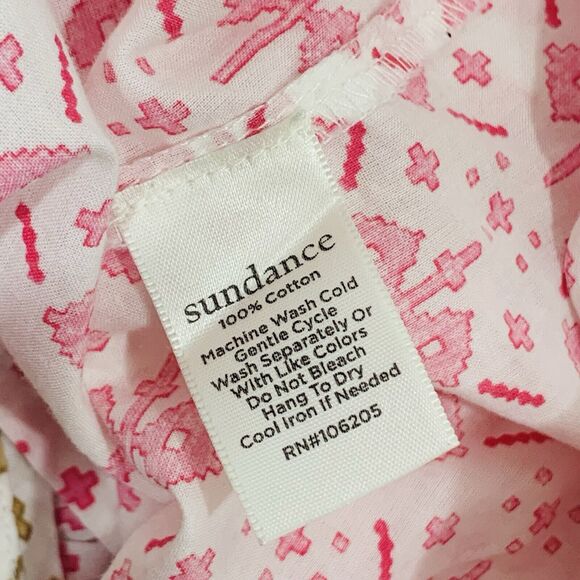 sundance
100% Cotton
Machine Wash Cold
Gentle Cycle
Wash Separately Or
With Like Colors
Do Not Bleach
Hang To Dry
Cool Iron If Needed
RN#106205